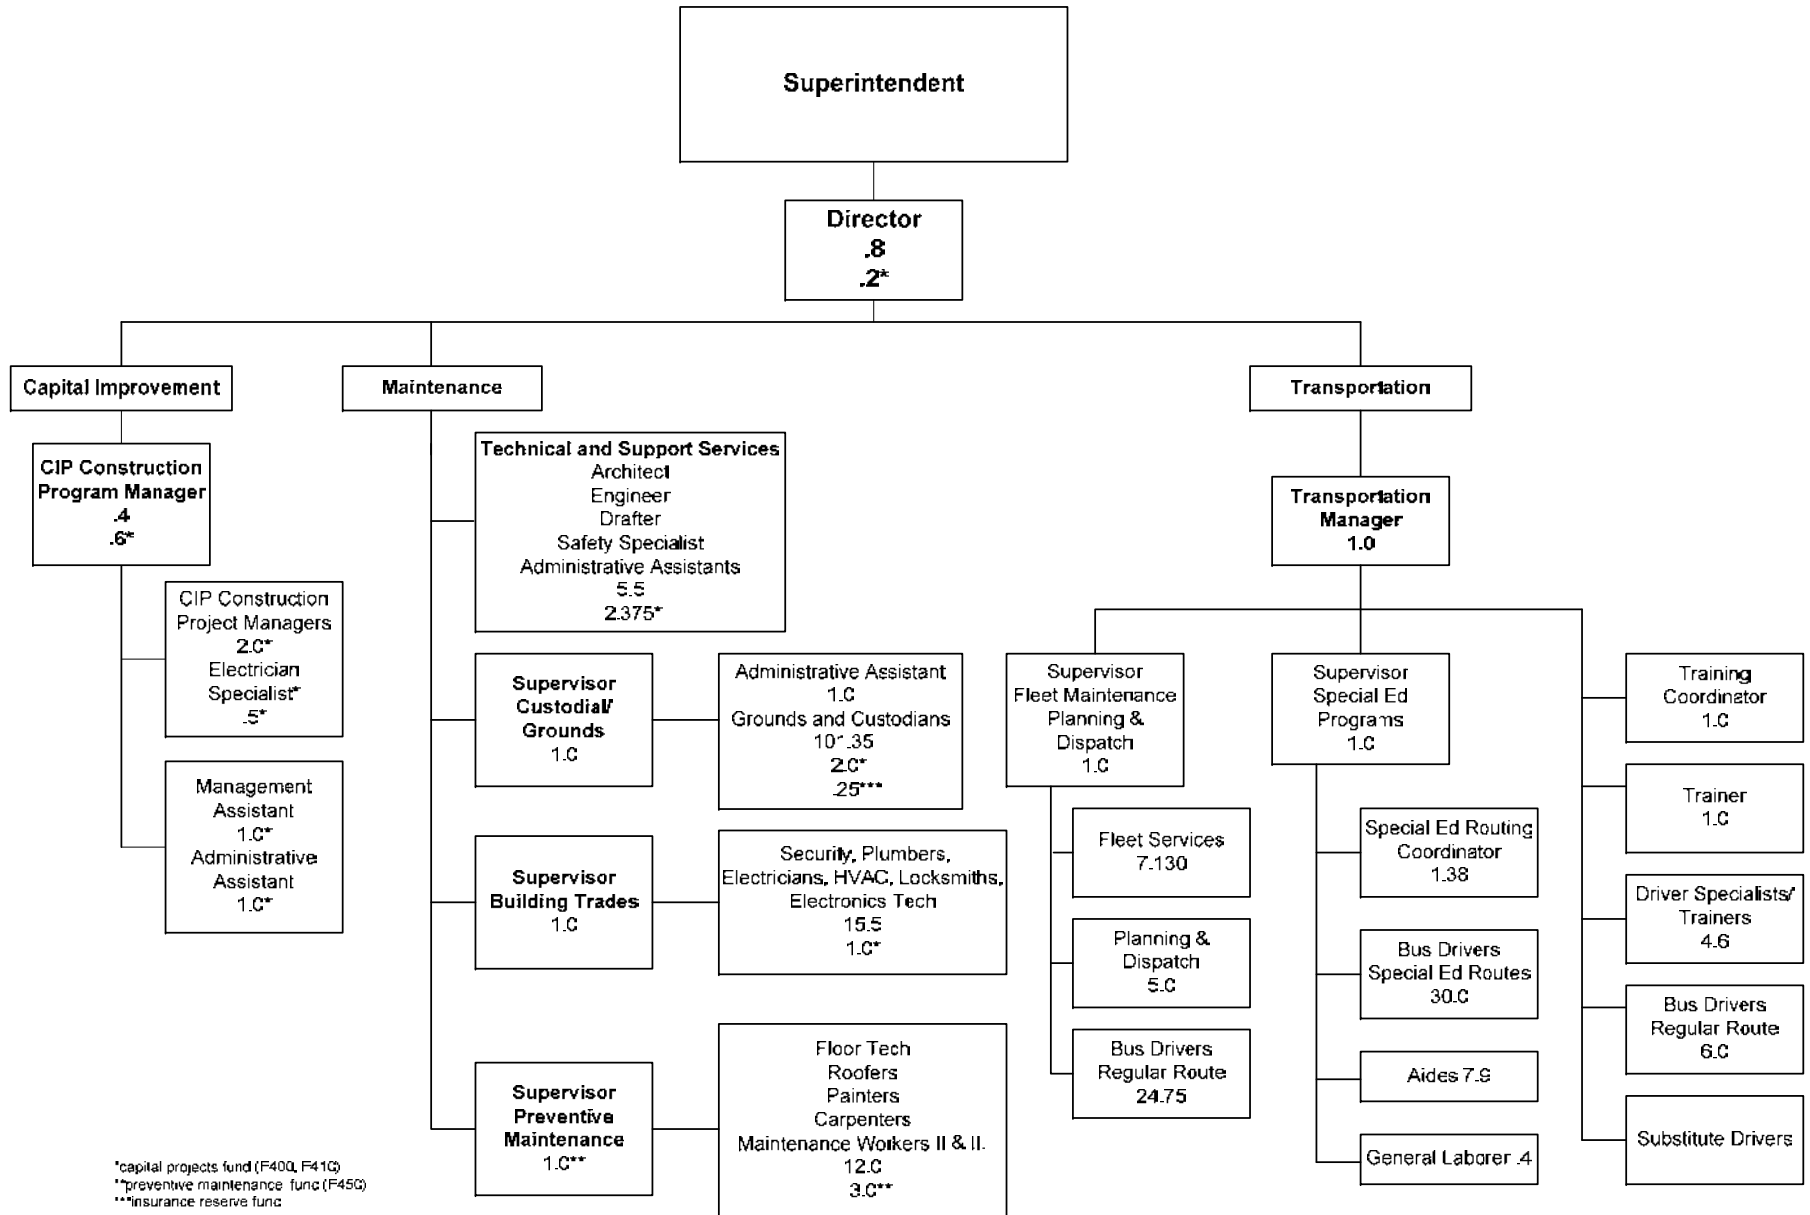 Superintendent
Director
.8
.2*
Capital Improvement
Maintenance
Transportation
CIP Construction
Program Manager
.4
.6*
CIP Construction
Project Managers
2.0*
Electrician
Specialist*
.5*
Management
Assistant
1.0*
Administrative
Assistant
1.0*
Technical and Support Services
Architect
Engineer
Drafter
Safety Specialist
Administrative Assistants
5.5
2.375*
Supervisor
Custodial/
Grounds
1.0
Administrative Assistant
1.0
Grounds and Custodians
101.35
2.0*
.25***
Supervisor
Building Trades
1.0
Security, Plumbers,
Electricians, HVAC, Locksmiths,
Electronics Tech
15.5
1.0*
Supervisor
Preventive
Maintenance
1.0**
Floor Tech
Roofers
Painters
Carpenters
Maintenance Workers II & II.
12.0
3.0**
Transportation
Manager
1.0
Supervisor
Fleet Maintenance
Planning &
Dispatch
1.0
Fleet Services
7.130
Planning &
Dispatch
5.0
Bus Drivers
Regular Route
24.75
Supervisor
Special Ed
Programs
1.0
Special Ed Routing
Coordinator
1.38
Bus Drivers
Special Ed Routes
30.0
Aides 7.9
General Laborer .4
Training
Coordinator
1.0
Trainer
1.0
Driver Specialists/
Trainers
4.6
Bus Drivers
Regular Route
6.0
Substitute Drivers
*capital projects fund (F400, F410)
**preventive maintenance fund (F450)
***insurance reserve fund